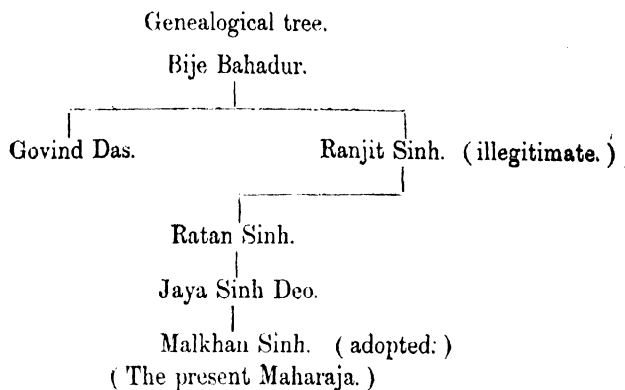 Genealogical tree.
Bije Bahadur.
Govind Das. Ranjit Sinh. (illegitimate.)
Ratan Sinh.
Jaya Sinh Deo.
Malkhan Sinh. (adopted:)
(The present Maharaja.)